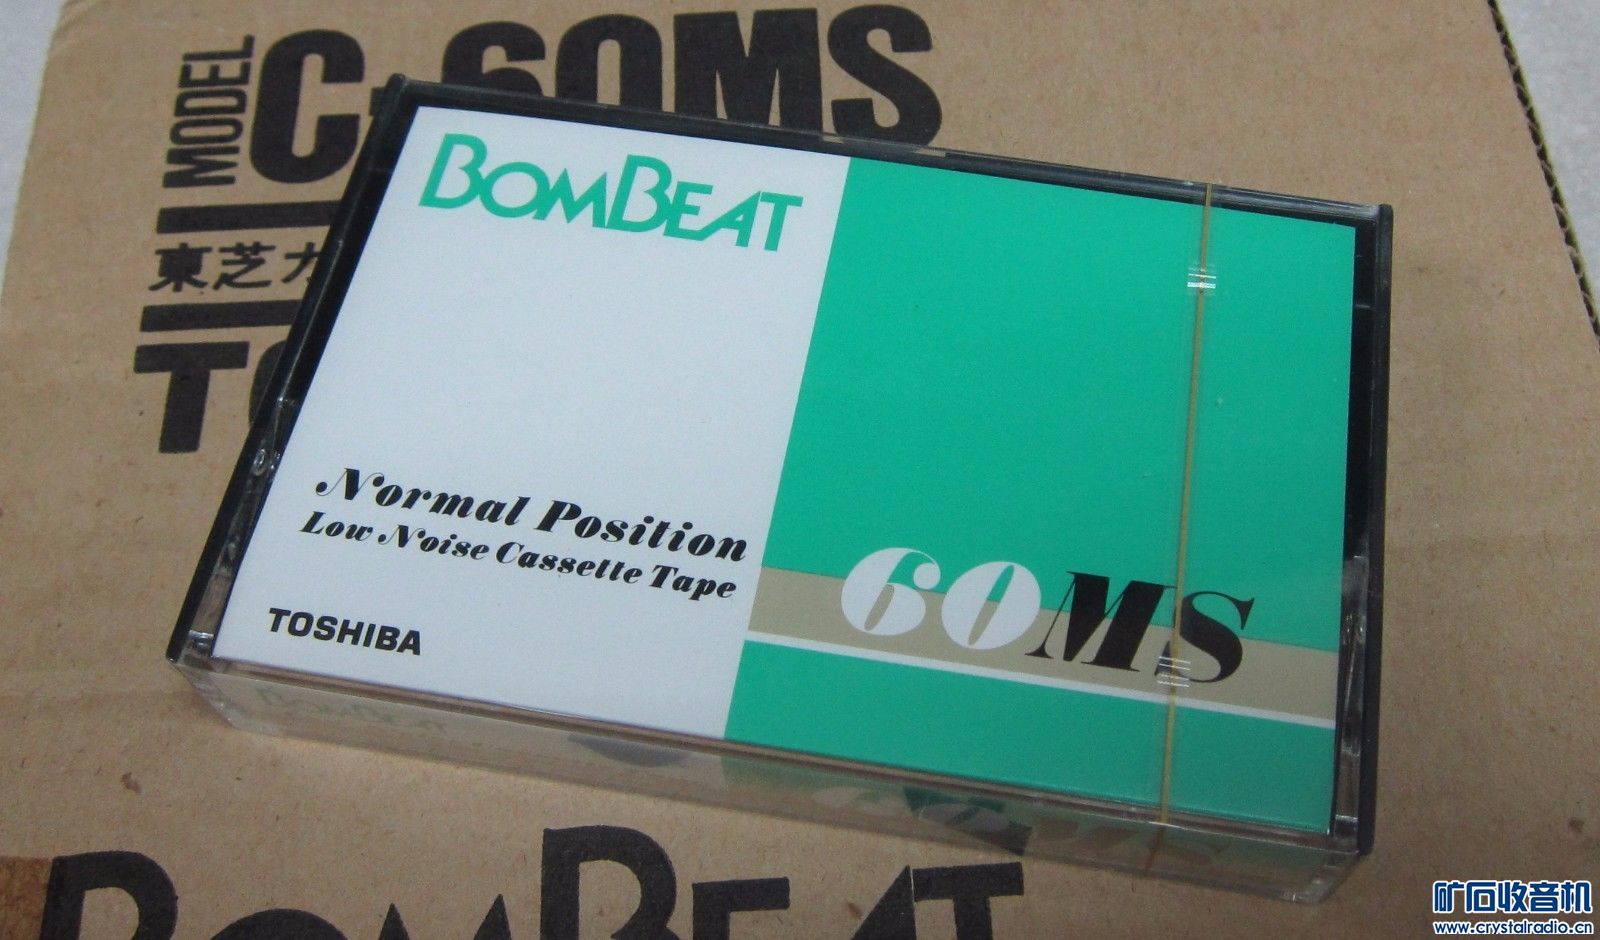 MODEL
C-60MS
東芝カ
BOMBEAT
Normal Position
Low Noise Cassette Tape
TOSHIBA
60MS
BOMBEAT
矿石收音机
www.crystalradio.cn